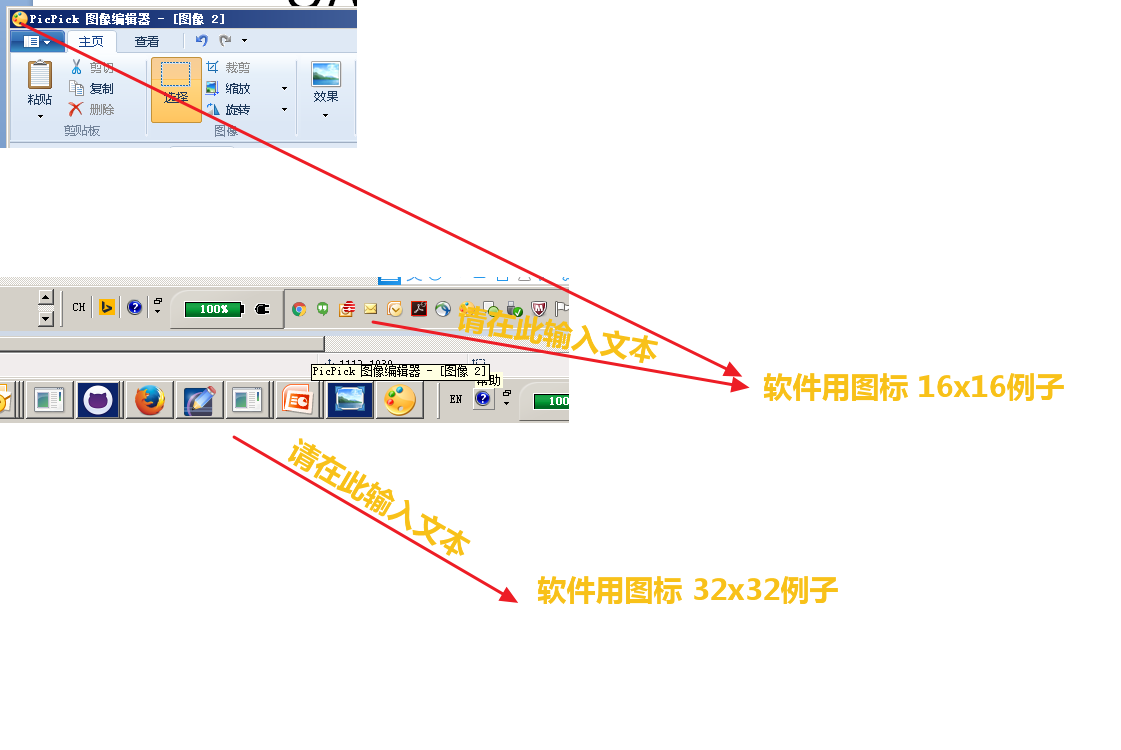 PicPick 图像编辑器 - [图像 2]
主页 查看
剪切
粘贴 复制
删除
剪贴板
选择
裁剪
缩放
旋转
图像
效果
CH 100%
请在此输入文本
PicPick 图像编辑器 - [图像 2]
帮助
EN 100
软件用图标 16x16例子
请在此输入文本
软件用图标 32x32例子